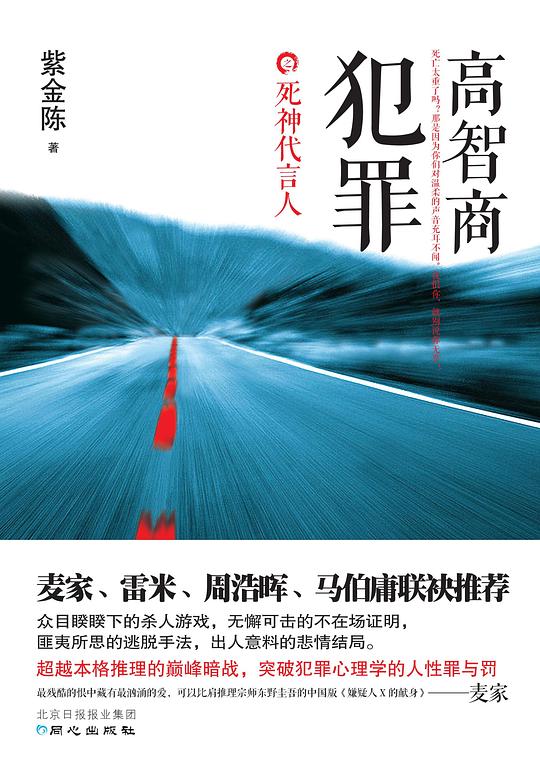 高智商
犯罪
之
死神代言人
死亡太重了吗？那是因为你们对温柔的声音充耳不闻。
紫金陈 著
麦家、雷米、周浩晖、马伯庸联袂推荐
众目睽睽下的杀人游戏，无懈可击的不在场证明，
匪夷所思的逃脱手法，出人意料的悲情结局。
超越本格推理的巅峰暗战，突破犯罪心理学的人性罪与罚
最残酷的恨中藏有最汹涌的爱，可以比肩推理宗师东野圭吾的中国版《嫌疑人X的献身》——麦家
北京日报报业集团
同心出版社